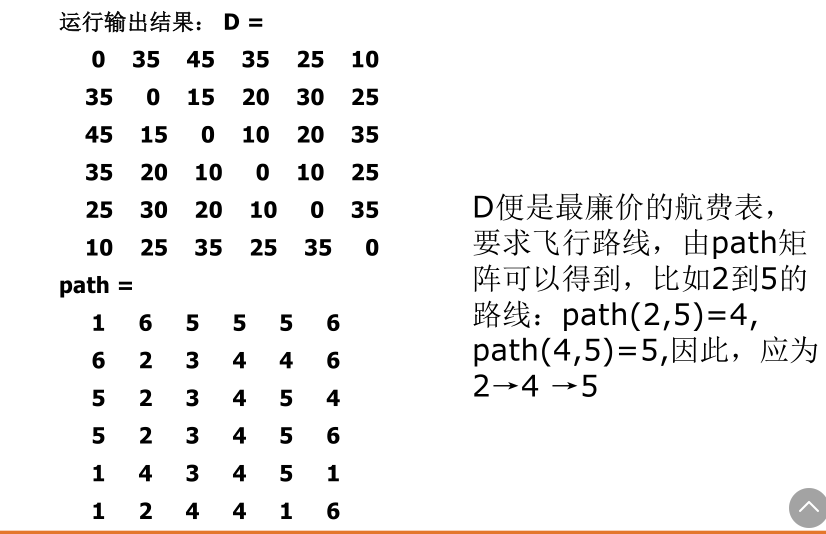 运行输出结果： D =
0 35 45 35 25 10
35 0 15 20 30 25
45 15 0 10 20 35
35 20 10 0 10 25
25 30 20 10 0 35
10 25 35 25 35 0
path =
1 6 5 5 5 6
6 2 3 4 4 6
5 2 3 4 5 4
5 2 3 4 5 6
1 4 3 4 5 1
1 2 4 4 1 6
D便是最廉价的航费表，
要求飞行路线，由path矩
阵可以得到，比如2到5的
路线：path(2,5)=4,
path(4,5)=5,因此，应为
2→4 →5